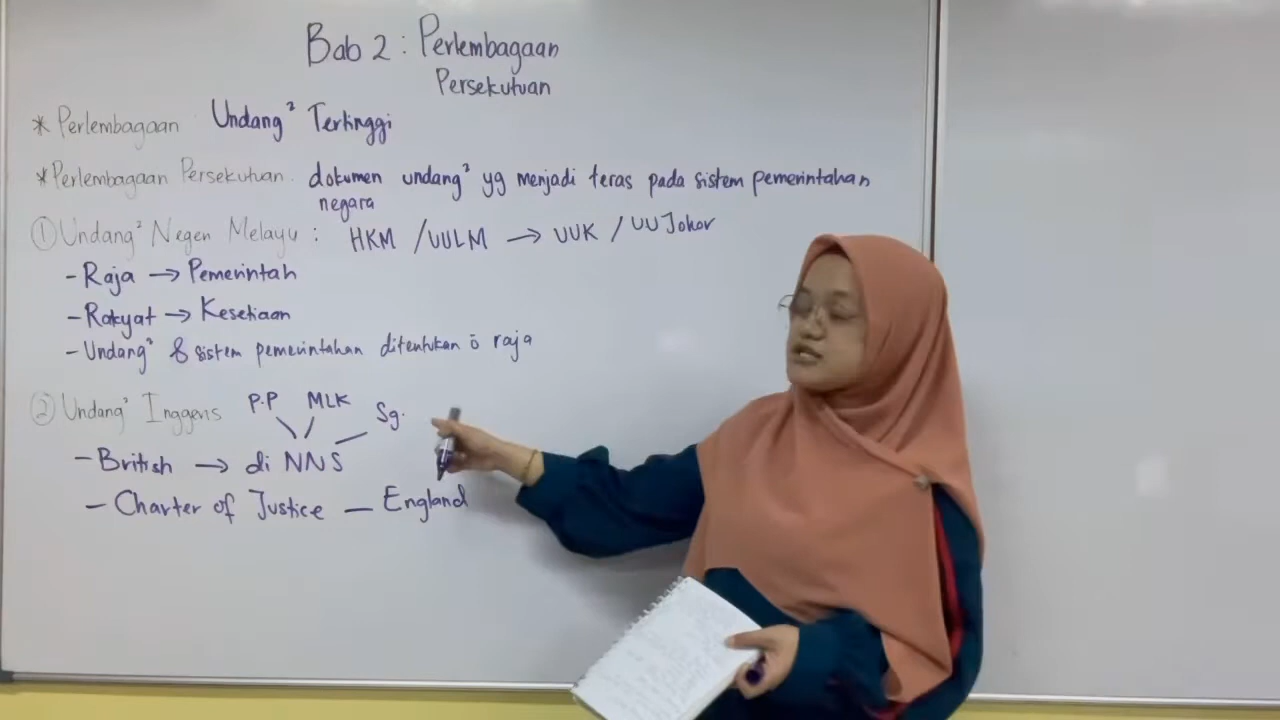 Bab 2 : Perlembagaan
Persekutuan
* Perlembagaan Undang² Tertinggi
* Perlembagaan Persekutuan : dokumen undang² yg menjadi teras pada sistem pemerintahan
negara
① Undang² Negeri Melayu : HKM / UULM → UUK / UUJohor
- Raja → Pemerintah
- Rakyat → Kesetiaan
- Undang² & sistem pemerintahan ditentukan ō raja
② Undang² Inggeris P.P MLK Sg.
- British → di NNS
- Charter of Justice — England